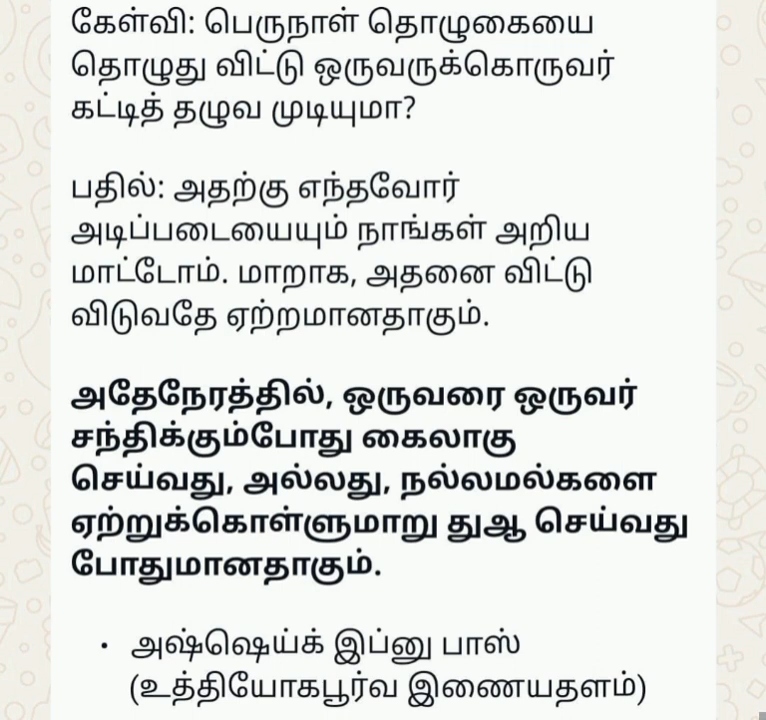 கேள்வி: பெருநாள் தொழுகையை
தொழுது விட்டு ஒருவருக்கொருவர்
கட்டித் தழுவ முடியுமா?
பதில்: அதற்கு எந்தவோர்
அடிப்படையையும் நாங்கள் அறிய
மாட்டோம். மாறாக, அதனை விட்டு
விடுவதே ஏற்றமானதாகும்.
அதேநேரத்தில், ஒருவரை ஒருவர்
சந்திக்கும்போது கைலாகு
செய்வது, அல்லது, நல்லமல்களை
ஏற்றுக்கொள்ளுமாறு துஆ செய்வது
போதுமானதாகும்.
• அஷ்ஷெய்க் இப்னு பாஸ்
(உத்தியோகபூர்வ இணையதளம்)